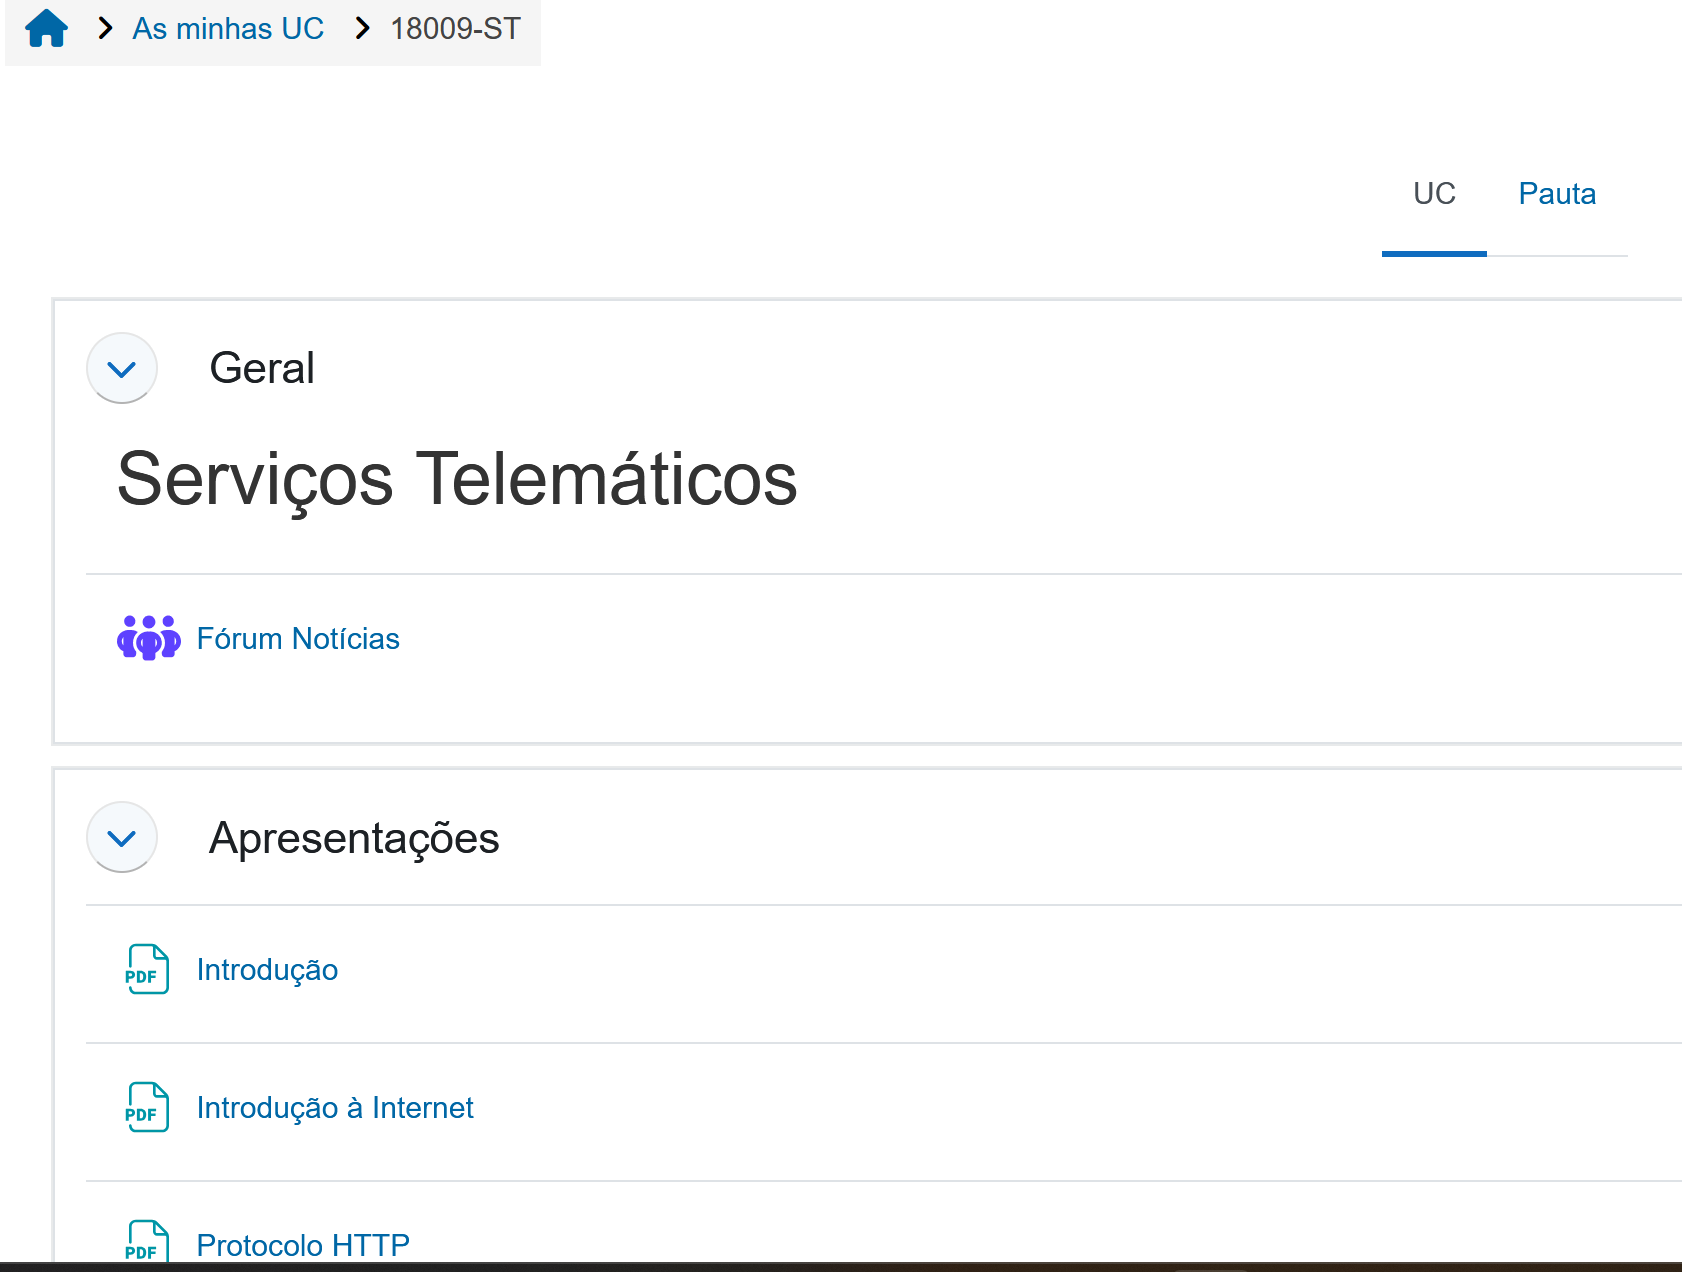 As minhas UC 18009-ST
UC Pauta
Geral
Serviços Telemáticos
Fórum Notícias
Apresentações
PDF Introdução
PDF Introdução à Internet
PDF Protocolo HTTP